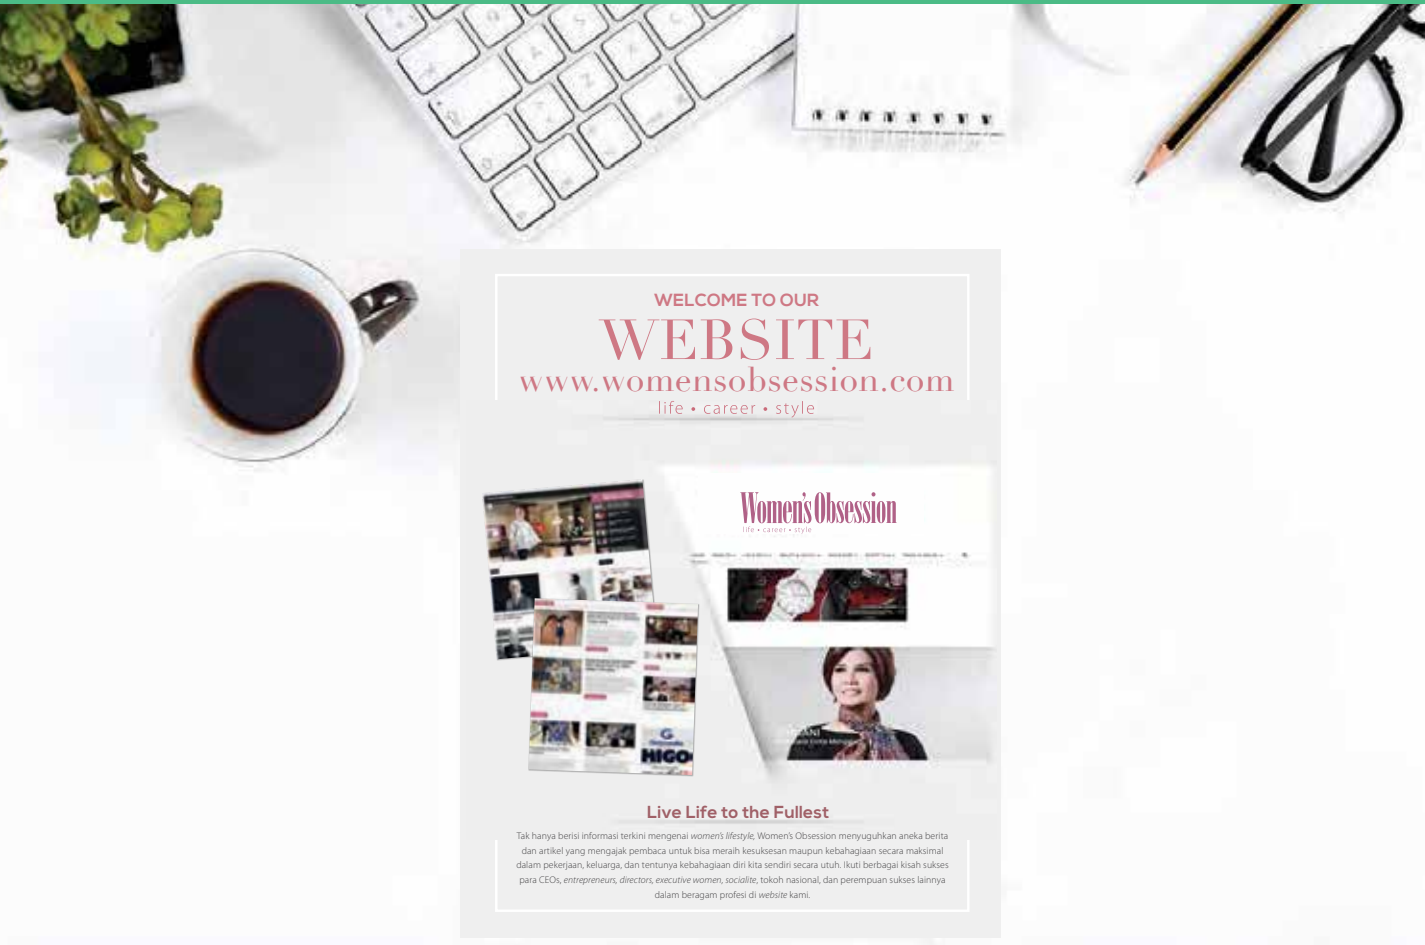 WELCOME TO OUR
WEBSITE
www.womensobsession.com
life • career • style
Women's Obsession
life • career • style
HIGO
Live Life to the Fullest
Tak hanya berisi informasi terkini mengenai women's lifestyle, Women's Obsession menyuguhkan aneka berita
dan artikel yang mengajak pembaca untuk bisa meraih kesuksesan maupun kebahagiaan secara maksimal
dalam pekerjaan, keluarga, dan tentunya kebahagiaan diri kita sendiri secara utuh. Ikuti berbagai kisah sukses
para CEOs, entrepreneurs, directors, executive women, socialite, tokoh nasional, dan perempuan sukses lainnya
dalam beragam profesi di website kami.